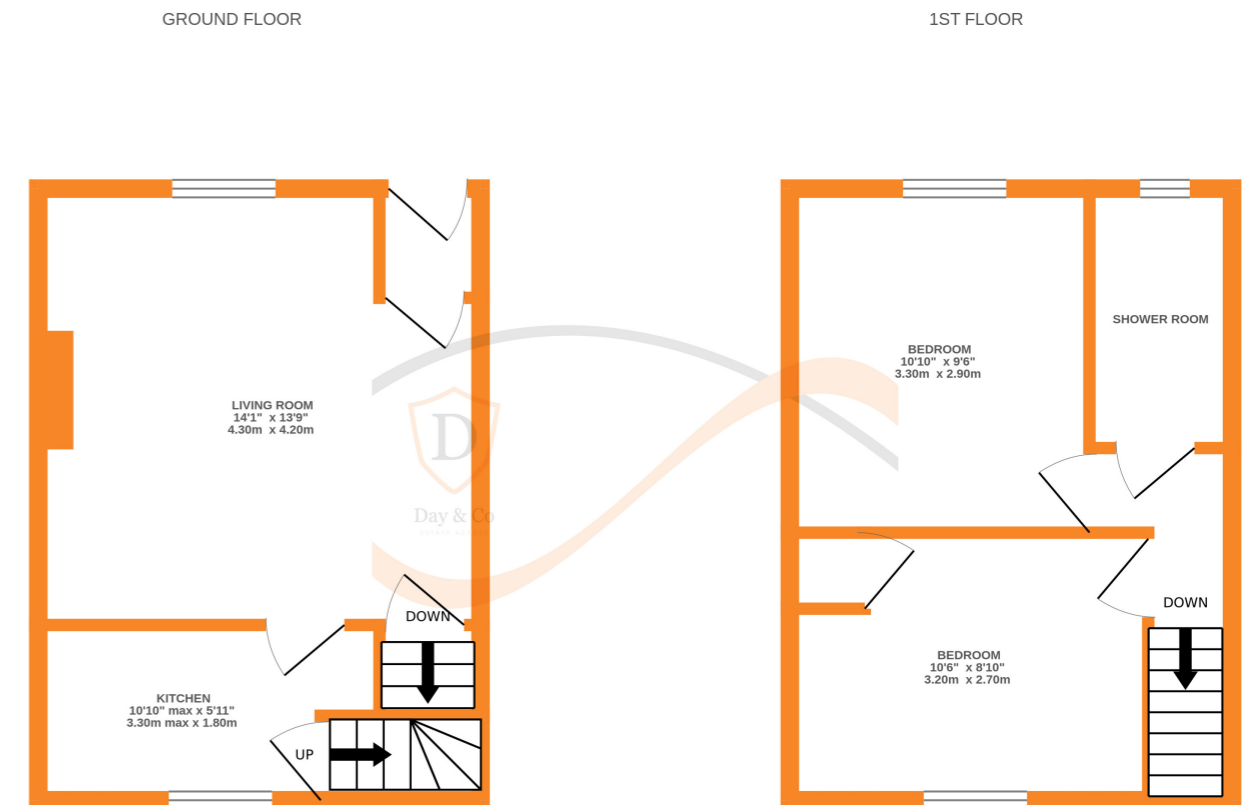 GROUND FLOOR
1ST FLOOR
LIVING ROOM
14'1" x 13'9"
4.30m x 4.20m
DOWN
KITCHEN
10'10" max x 5'11"
3.30m max x 1.80m
UP
BEDROOM
10'10" x 9'6"
3.30m x 2.90m
SHOWER ROOM
DOWN
BEDROOM
10'6" x 8'10"
3.20m x 2.70m
D
Day & Co